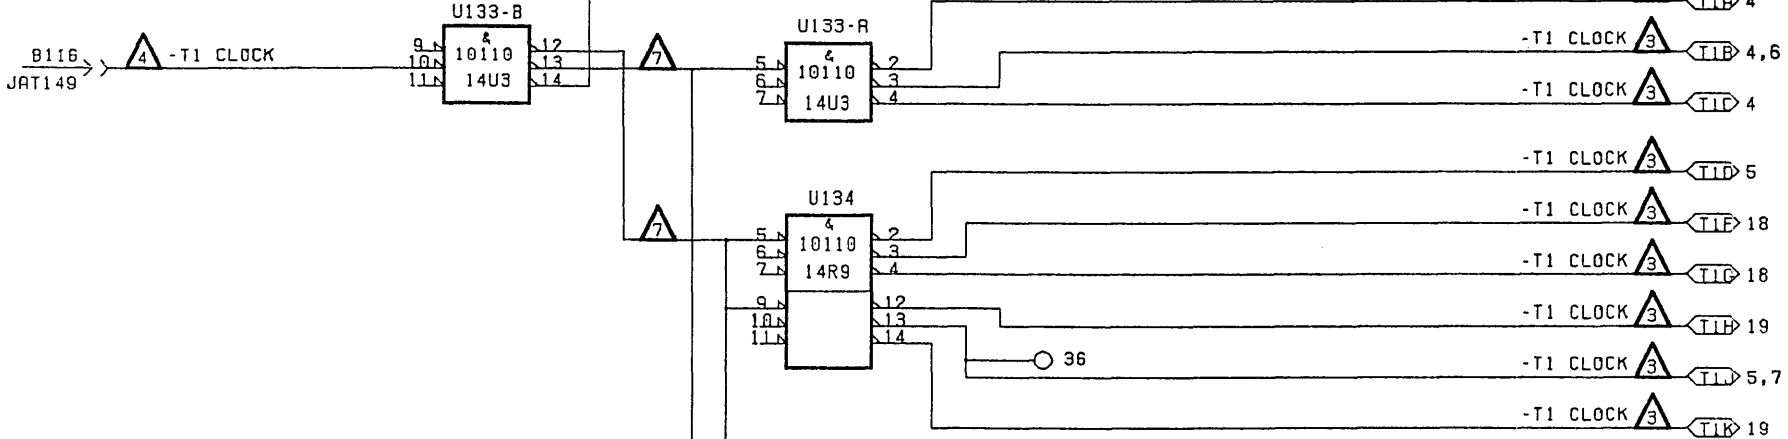 U133-B
4
B116
4
-T1 CLOCK
JAT149
9
10
11
&
10110
14U3
12
13
14
7
U133-A
5
6
7
&
10110
14U3
2
3
4
-T1 CLOCK 3 T1B 4,6
-T1 CLOCK 3 T1C 4
-T1 CLOCK 3 T1D 5
U134
7
5
6
7
&
10110
14R9
2
3
4
9
10
11
12
13
14
36
-T1 CLOCK 3 T1F 18
-T1 CLOCK 3 T1G 18
-T1 CLOCK 3 T1H 19
-T1 CLOCK 3 T1J 5,7
-T1 CLOCK 3 T1K 19